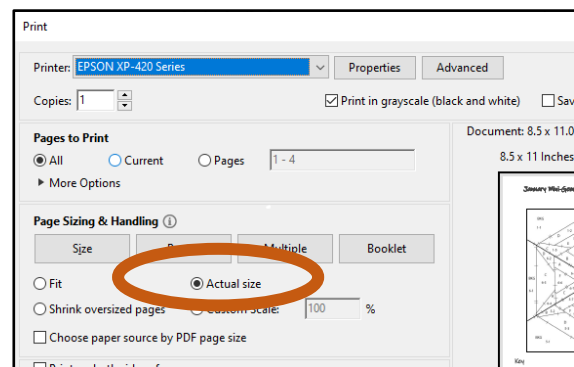 Print
Printer: EPSON XP-420 Series Properties Advanced
Copies: 1 Print in grayscale (black and white) Sav
Pages to Print
All Current Pages 1 - 4
More Options
Document: 8.5 x 11.0
8.5 x 11 Inches
Page Sizing & Handling
Size Multiple Booklet
Fit Actual size
Shrink oversized pages Custom Scale: 100 %
Choose paper source by PDF page size
Key